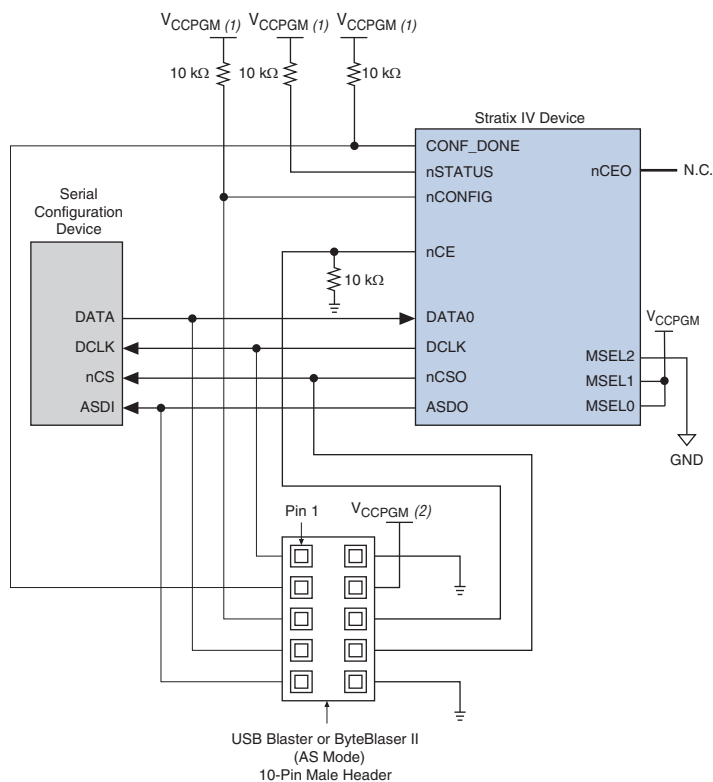 VCCPGM (1) VCCPGM (1) VCCPGM (1)
10 kΩ 10 kΩ 10 kΩ
Stratix IV Device
CONF_DONE
nSTATUS
nCONFIG
nCEO N.C.
nCE
10 kΩ
Serial
Configuration
Device
DATA DATA0
DCLK DCLK
nCS nCSO
ASDI ASDO
VCCPGM
MSEL2
MSEL1
MSEL0
GND
Pin 1 VCCPGM (2)
USB Blaster or ByteBlaser II
(AS Mode)
10-Pin Male Header